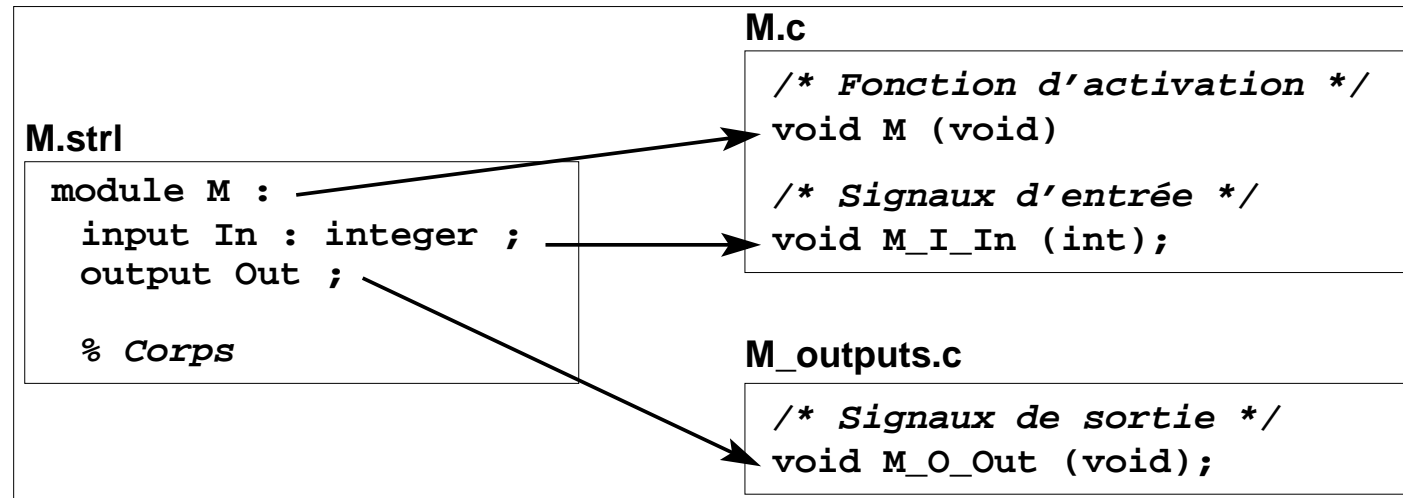 M.strl
module M :
input In : integer ;
output Out ;
% Corps
M.c
/* Fonction d’activation */
void M (void)
/* Signaux d’entrée */
void M_I_In (int);
M_outputs.c
/* Signaux de sortie */
void M_O_Out (void);